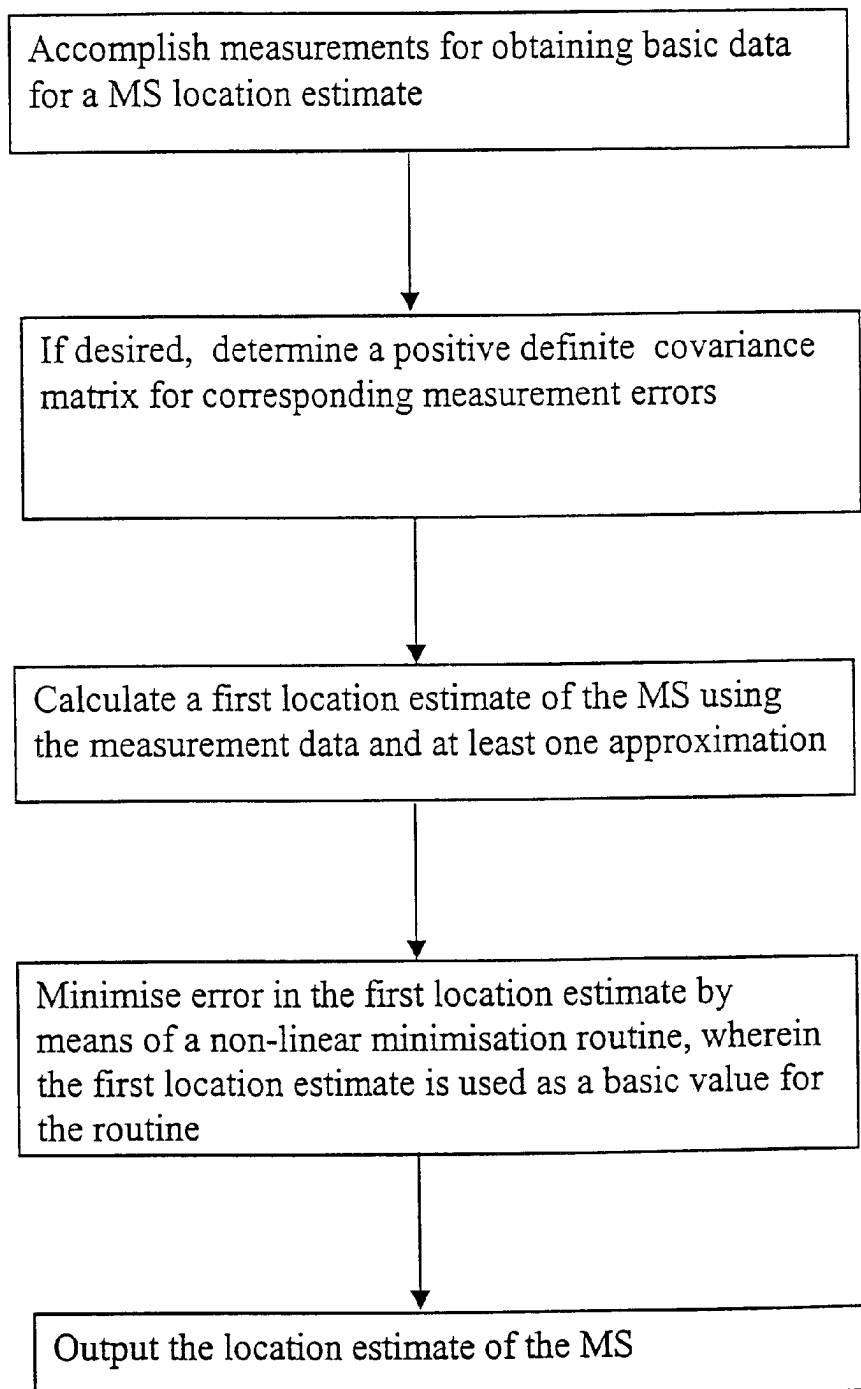 Accomplish measurements for obtaining basic data
for a MS location estimate
If desired, determine a positive definite covariance
matrix for corresponding measurement errors
Calculate a first location estimate of the MS using
the measurement data and at least one approximation
Minimise error in the first location estimate by
means of a non-linear minimisation routine, wherein
the first location estimate is used as a basic value for
the routine
Output the location estimate of the MS